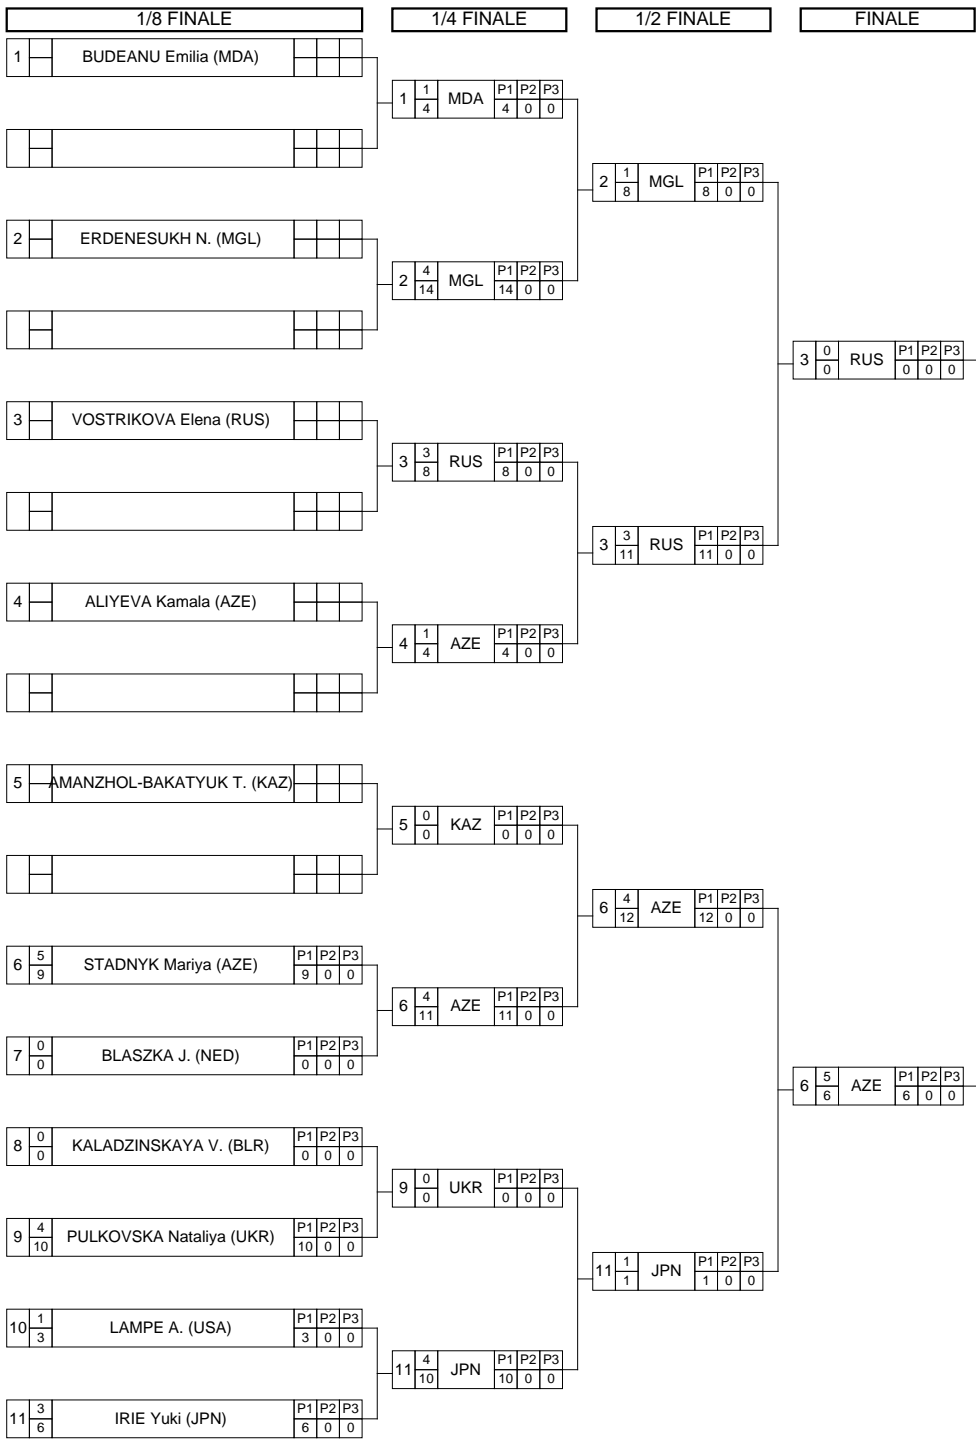 1/8 FINALE 1/4 FINALE 1/2 FINALE FINALE
1 BUDEANU Emilia (MDA)
1 1 MDA P1 P2 P3
4 4 0 0
2 1 MGL P1 P2 P3
8 8 0 0
2 ERDENESUKH N. (MGL)
2 4 MGL P1 P2 P3
14 14 0 0
3 0 RUS P1 P2 P3
0 0 0 0
3 VOSTRIKOVA Elena (RUS)
3 3 RUS P1 P2 P3
8 8 0 0
3 3 RUS P1 P2 P3
11 11 0 0
4 ALIYEVA Kamala (AZE)
4 1 AZE P1 P2 P3
4 4 0 0
5 AMANZHOL-BAKATYUK T. (KAZ)
5 0 KAZ P1 P2 P3
0 0 0 0
6 4 AZE P1 P2 P3
12 12 0 0
6 5 STADNYK Mariya (AZE) P1 P2 P3
9 9 0 0
6 4 AZE P1 P2 P3
11 11 0 0
7 0 BLASZKA J. (NED) P1 P2 P3
0 0 0 0
6 5 AZE P1 P2 P3
6 6 0 0
8 0 KALADZINSKAYA V. (BLR) P1 P2 P3
0 0 0 0
9 0 UKR P1 P2 P3
0 0 0 0
9 4 PULKOVSKA Nataliya (UKR) P1 P2 P3
10 10 0 0
11 1 JPN P1 P2 P3
1 1 0 0
10 1 LAMPE A. (USA) P1 P2 P3
3 3 0 0
11 4 JPN P1 P2 P3
10 10 0 0
11 3 IRIE Yuki (JPN) P1 P2 P3
6 6 0 0